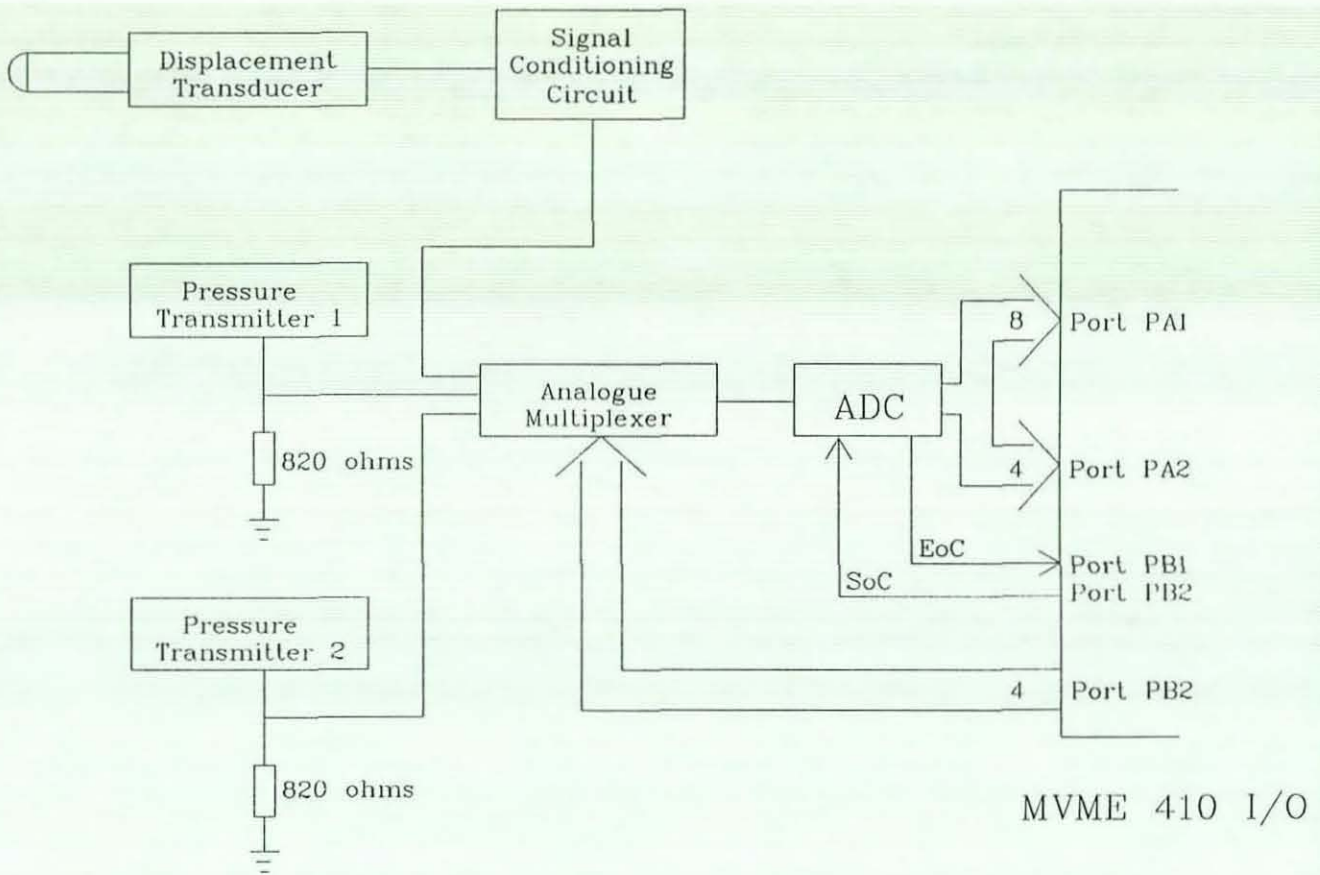 Displacement
Transducer
Signal
Conditioning
Circuit
Pressure
Transmitter 1
820 ohms
Analogue
Multiplexer
ADC
8
Port PA1
4
Port PA2
EoC
Port PB1
SoC
Port PB2
Pressure
Transmitter 2
4
Port PB2
820 ohms
MVME 410 I/O